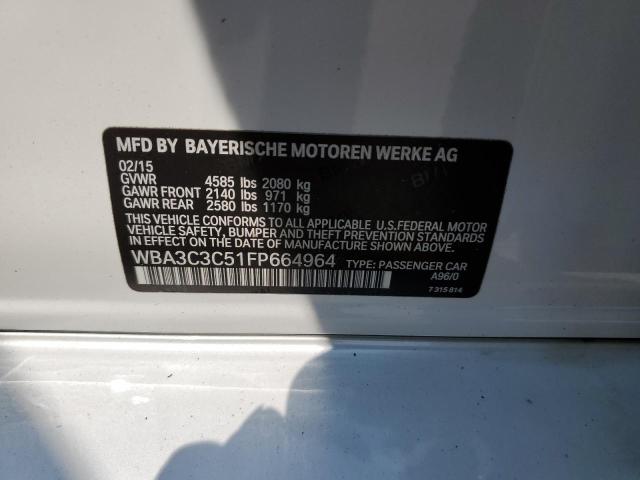 MFD BY BAYERISCHE MOTOREN WERKE AG
02/15
GVWR 4585 lbs 2080 kg
GAWR FRONT 2140 lbs 971 kg
GAWR REAR 2580 lbs 1170 kg
THIS VEHICLE CONFORMS TO ALL APPLICABLE U.S.FEDERAL MOTOR
VEHICLE SAFETY, BUMPER AND THEFT PREVENTION STANDARDS
IN EFFECT ON THE DATE OF MANUFACTURE SHOWN ABOVE.
WBA3C3C51FP664964 TYPE: PASSENGER CAR
A96/0
7 315 814